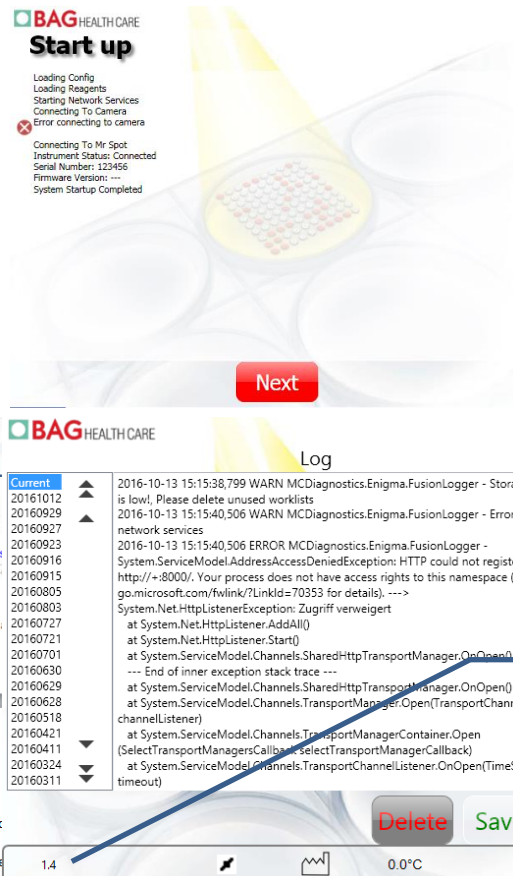 BAG HEALTH CARE
Start up
Loading Config
Loading Reagents
Starting Network Services
Connecting To Camera
Error connecting to camera
Connecting To Mr Spot
Instrument Status: Connected
Serial Number: 123456
Firmware Version: ---
System Startup Completed
Next
BAG HEALTH CARE
Log
Current
20161012
20160929
20160927
20160923
20160916
20160915
20160805
20160803
20160727
20160721
20160701
20160630
20160629
20160628
20160518
20160421
20160411
20160324
20160311
2016-10-13 15:15:38,799 WARN MCDiagnostics.Enigma.FusionLogger - Stora
is low!, Please delete unused worklists
2016-10-13 15:15:40,506 WARN MCDiagnostics.Enigma.FusionLogger - Error
network services
2016-10-13 15:15:40,506 ERROR MCDiagnostics.Enigma.FusionLogger -
System.ServiceModel.AddressAccessDeniedException: HTTP could not registe
http://+:8000/. Your process does not have access rights to this namespace (
go.microsoft.com/fwlink/?LinkId=70353 for details). --->
System.Net.HttpListenerException: Zugriff verweigert
at System.Net.HttpListener.AddAll()
at System.Net.HttpListener.Start()
at System.ServiceModel.Channels.SharedHttpTransportManager.OnOpen()
--- End of inner exception stack trace ---
at System.ServiceModel.Channels.SharedHttpTransportManager.OnOpen()
at System.ServiceModel.Channels.TransportManager.Open(TransportChann
channelListener)
at System.ServiceModel.Channels.TransportManagerContainer.Open
(SelectTransportManagersCallback selectTransportManagerCallback)
at System.ServiceModel.Channels.TransportChannelListener.OnOpen(TimeS
timeout)
Delete
Sav
1.4
0.0°C